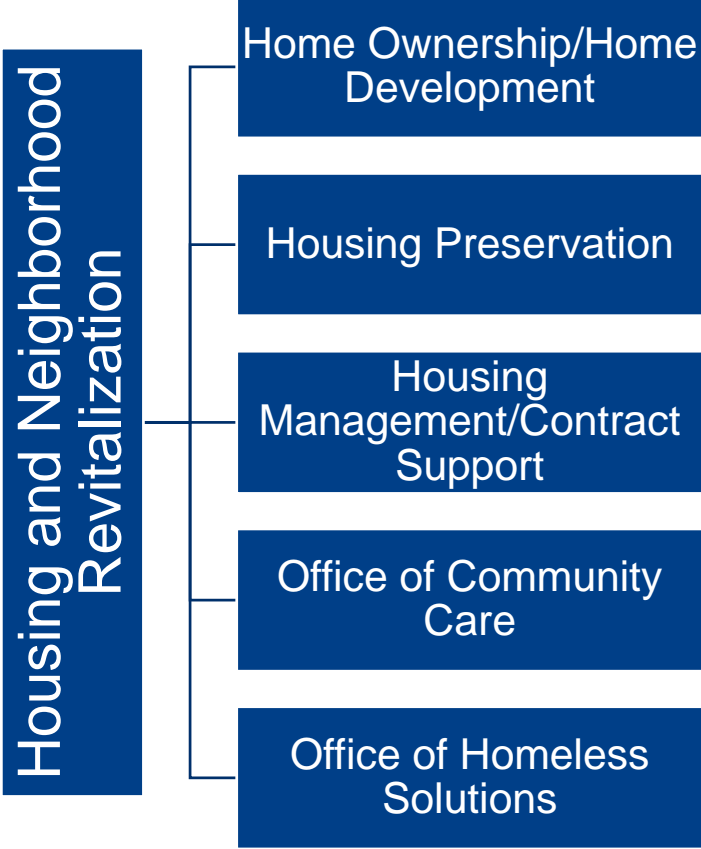 Housing and Neighborhood
Revitalization
Home Ownership/Home
Development
Housing Preservation
Housing
Management/Contract
Support
Office of Community
Care
Office of Homeless
Solutions